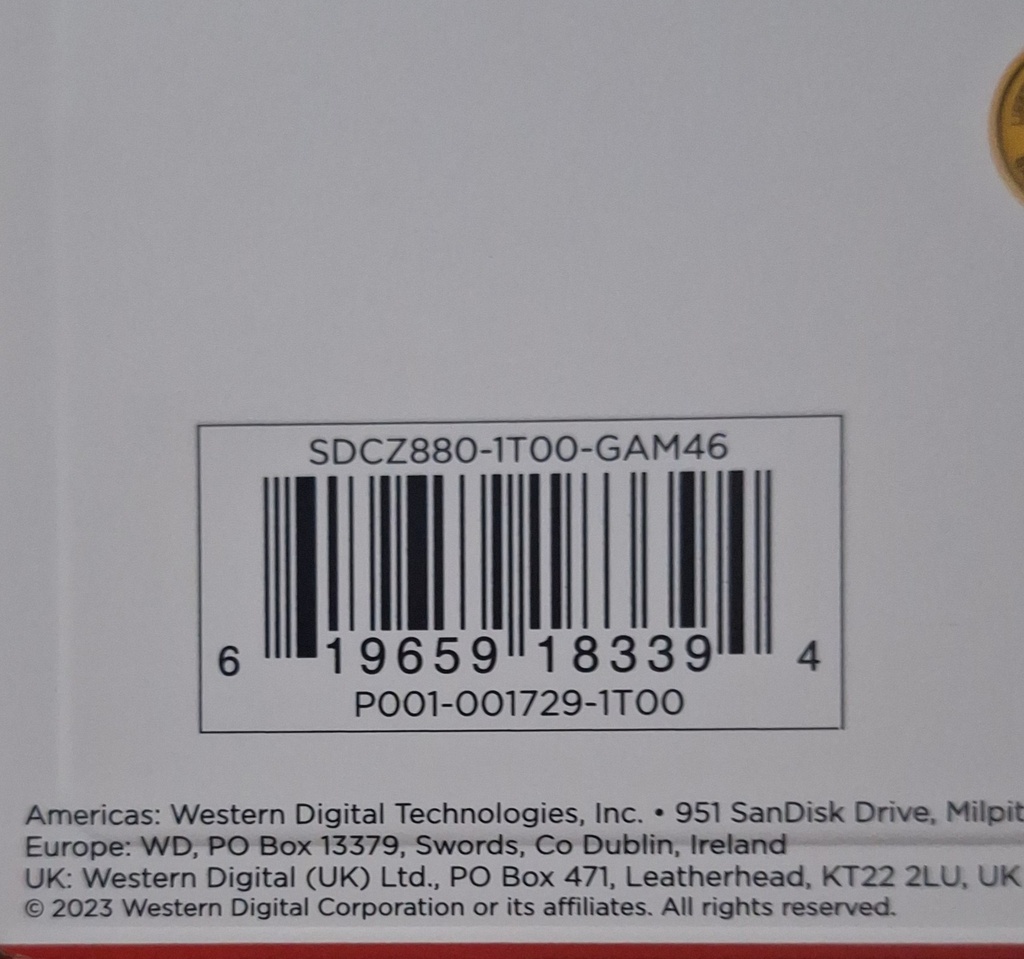 SDCZ880-1T00-GAM46
6 19659 18339 4
P001-001729-1T00
Americas: Western Digital Technologies, Inc. • 951 SanDisk Drive, Milpit
Europe: WD, PO Box 13379, Swords, Co Dublin, Ireland
UK: Western Digital (UK) Ltd., PO Box 471, Leatherhead, KT22 2LU, UK
© 2023 Western Digital Corporation or its affiliates. All rights reserved.